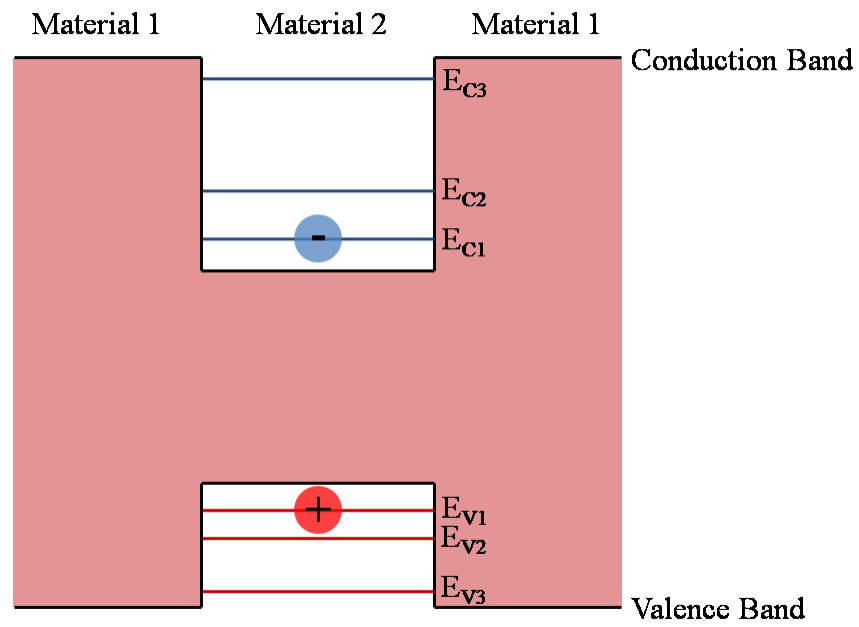 Material 1 Material 2 Material 1
Conduction Band
EC3
EC2
-
EC1
+
EV1
EV2
EV3
Valence Band